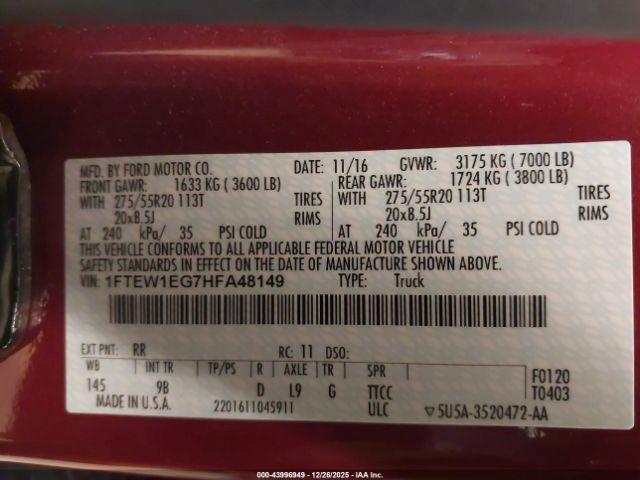 MFD. BY FORD MOTOR CO. DATE: 11/16 GVWR: 3175 KG ( 7000 LB)
FRONT GAWR: 1633 KG ( 3600 LB) REAR GAWR: 1724 KG ( 3800 LB)
WITH 275/55R20 113T TIRES WITH 275/55R20 113T TIRES
20x8.5J RIMS 20x8.5J RIMS
AT 240 kPa/ 35 PSI COLD AT 240 kPa/ 35 PSI COLD
THIS VEHICLE CONFORMS TO ALL APPLICABLE FEDERAL MOTOR VEHICLE
SAFETY STANDARDS IN EFFECT ON THE DATE OF MANUFACTURE SHOWN ABOVE.
VIN: 1FTEW1EG7HFA48149 TYPE: Truck
EXT PNT: RR RC: 11 DSO:
WB INT TR TP/PS R AXLE TR SPR F0120
145 9B D L9 G TTCC T0403
MADE IN U.S.A. 2201611045911 ULC ▽5U5A-3520472-AA
000-43996949 - 12/26/2025 - IAA Inc.